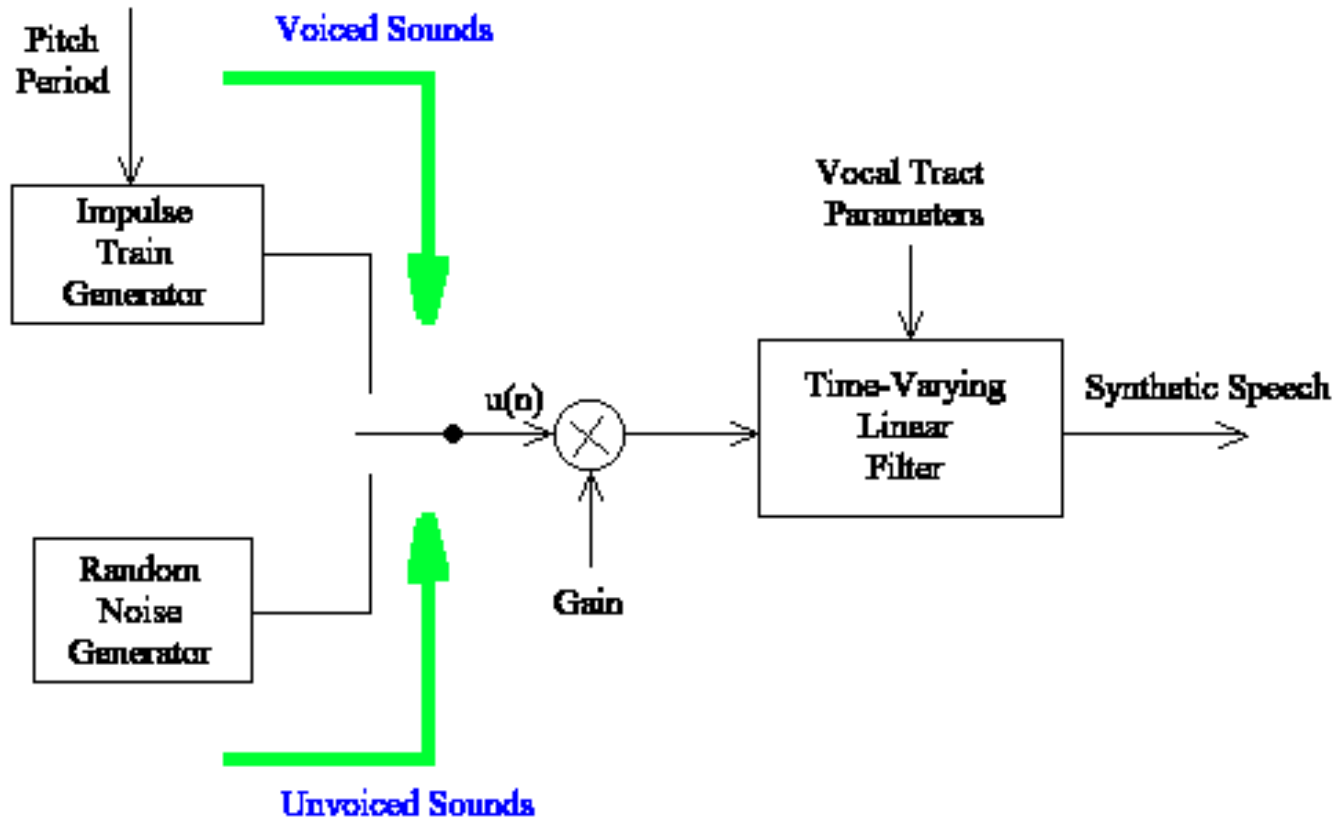 Voiced Sounds
Pitch
Period
Impulse
Train
Generator
Vocal Tract
Parameters
u(n)
Time-Varying
Linear
Filter
Synthetic Speech
Gain
Random
Noise
Generator
Unvoiced Sounds